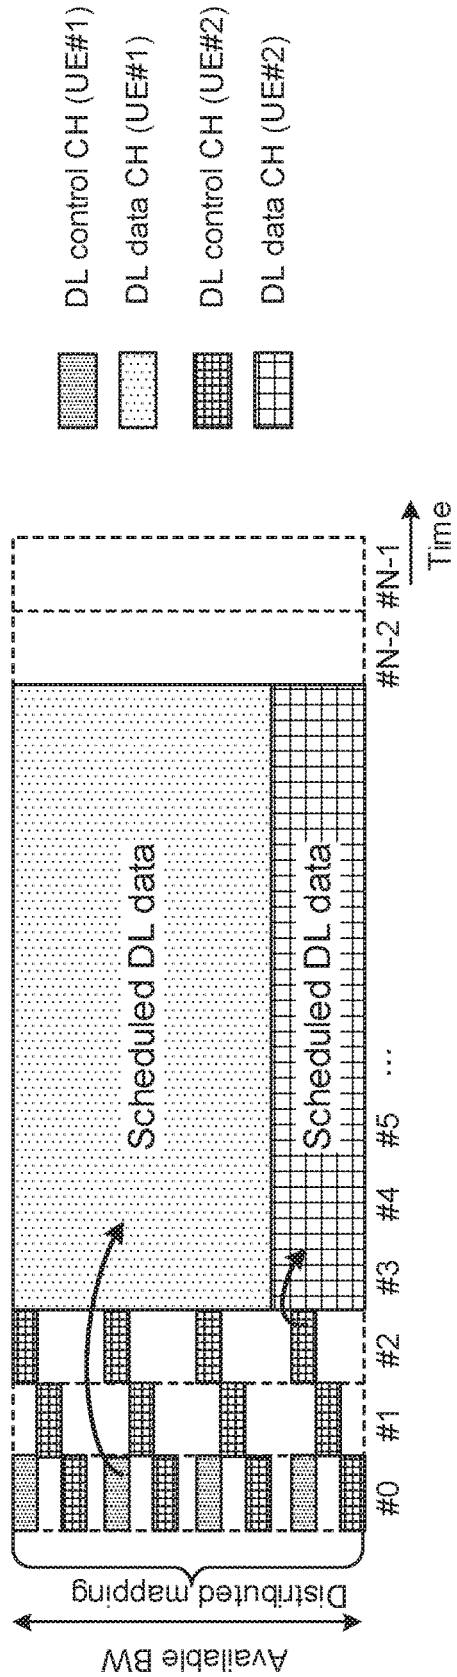 Available BW
Distributed mapping
Scheduled DL data
Scheduled DL data
#0 #1 #2 #3 #4 #5 ... #N-2 #N-1
Time
DL control CH (UE#1)
DL data CH (UE#1)
DL control CH (UE#2)
DL data CH (UE#2)